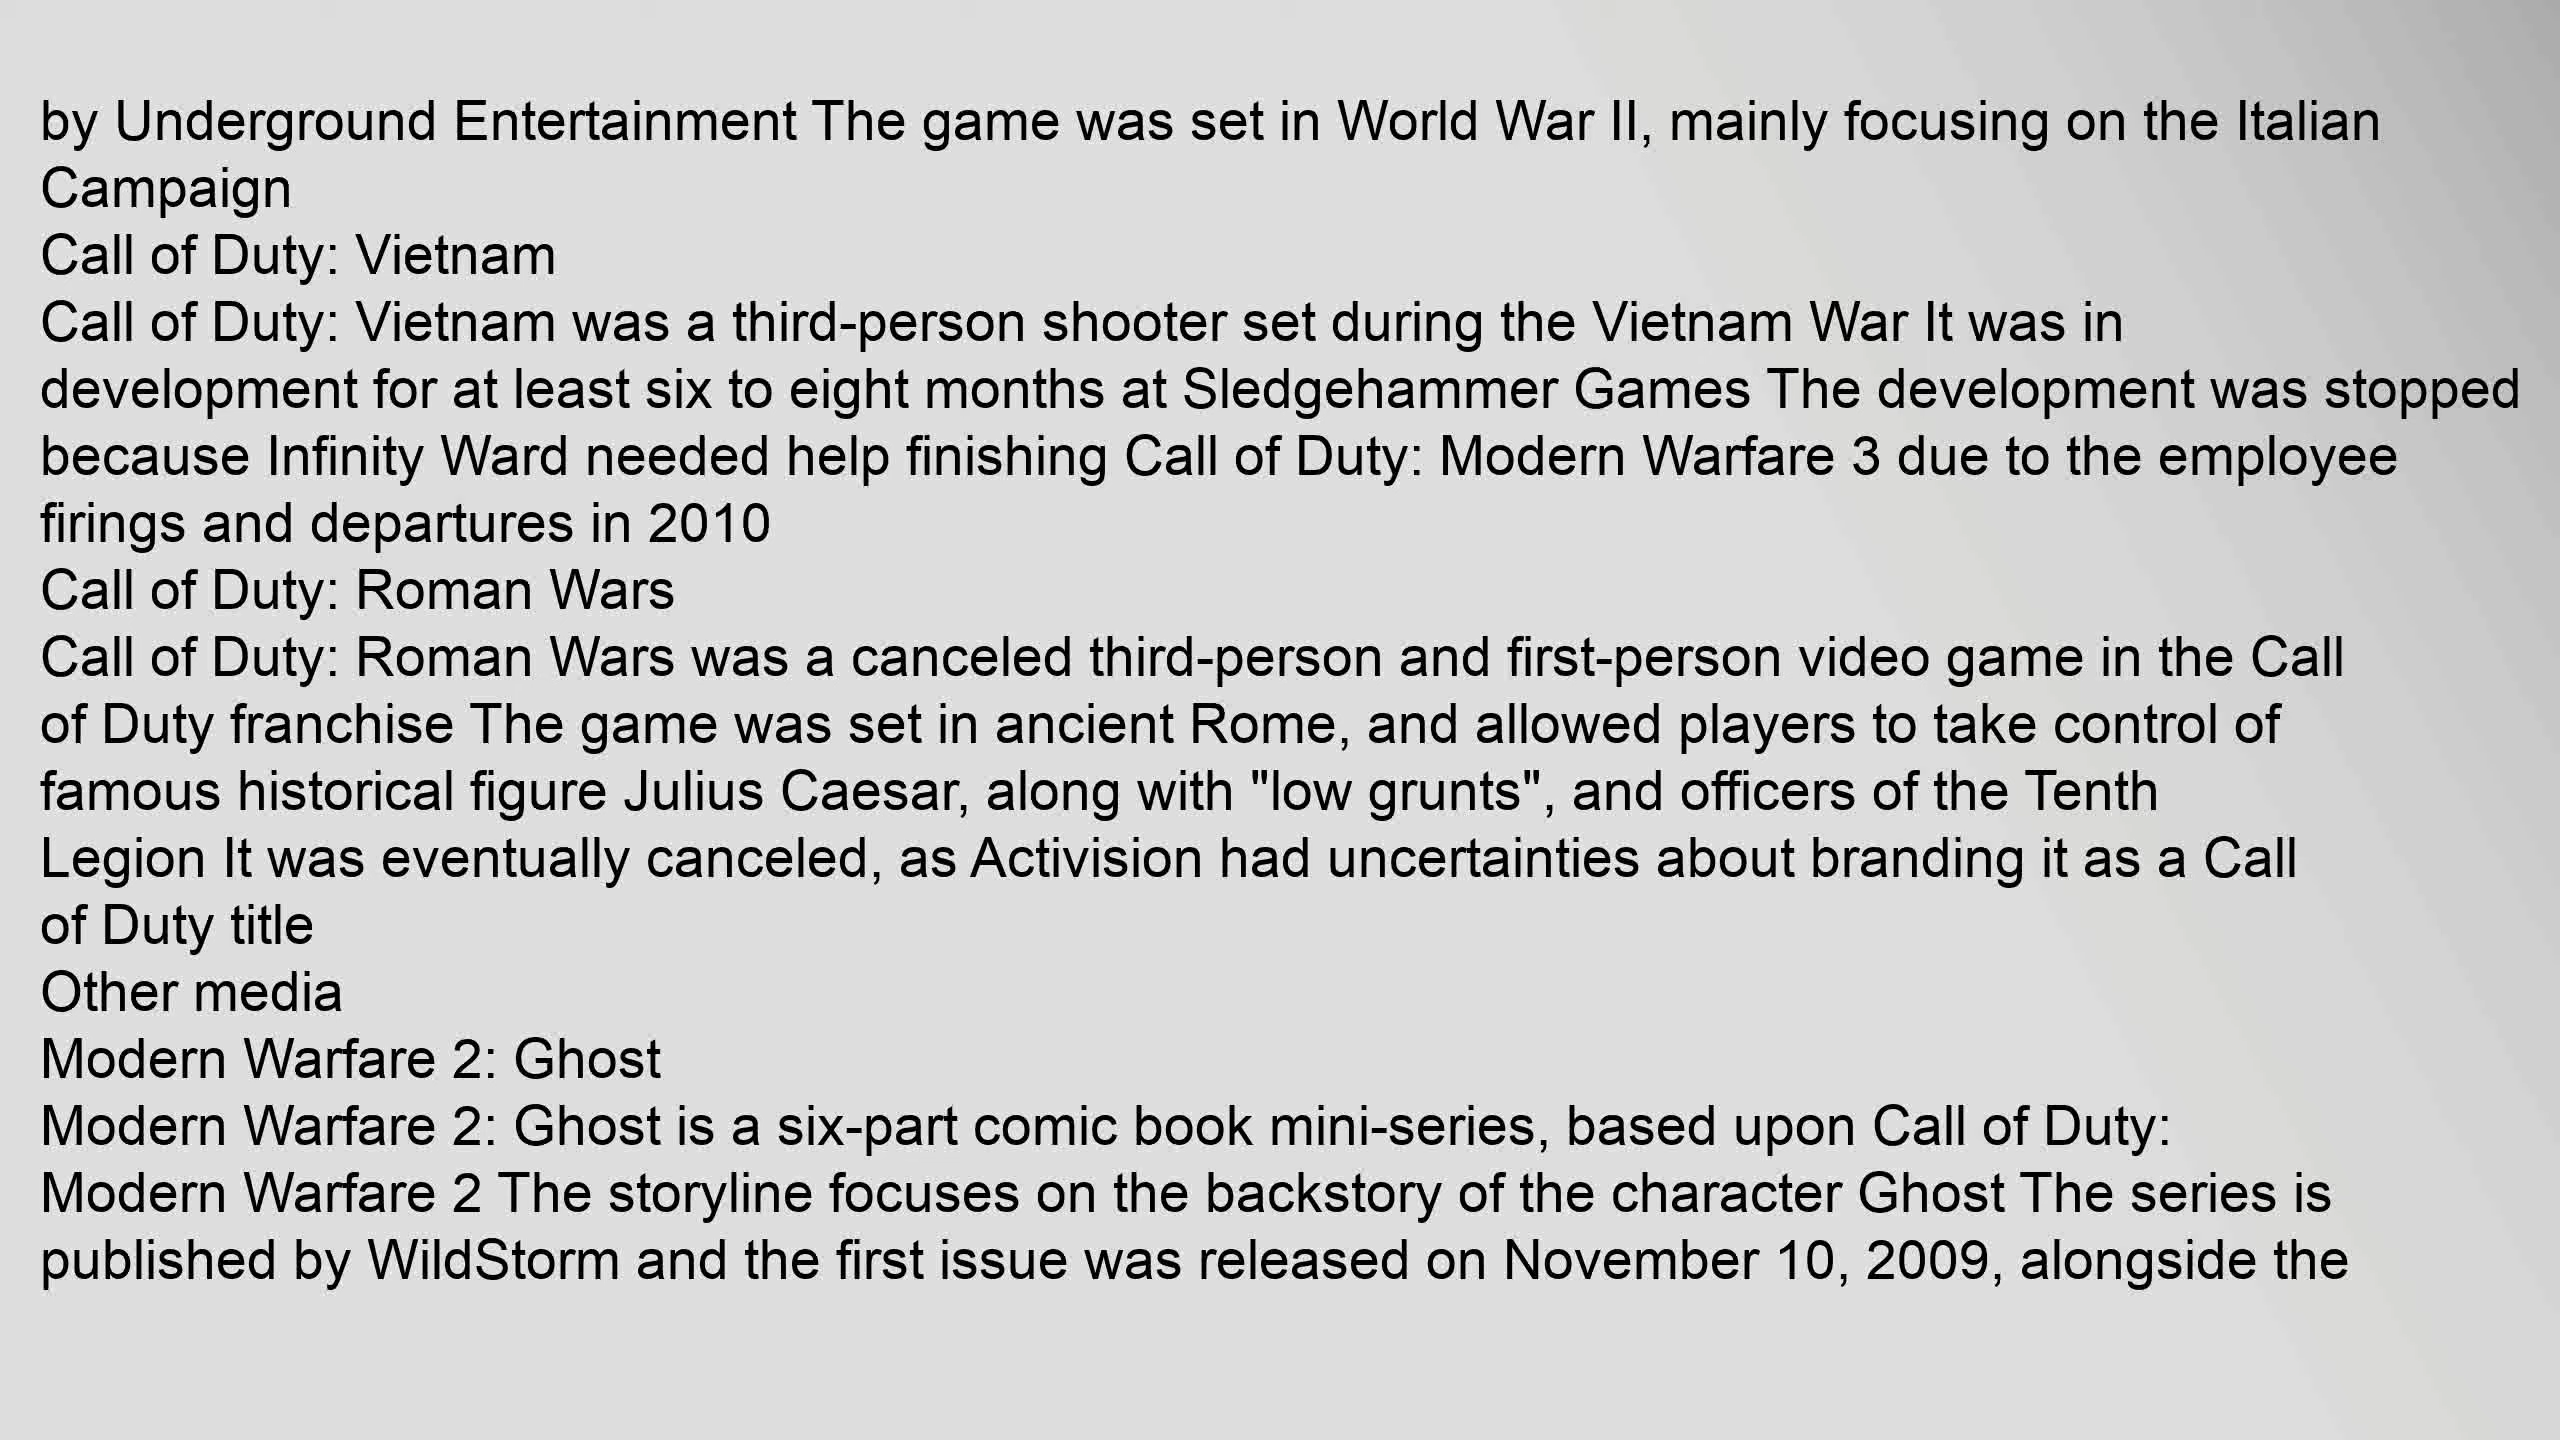 by Underground Entertainment The game was set in World War II, mainly focusing on the Italian
Campaign
Call of Duty: Vietnam
Call of Duty: Vietnam was a third-person shooter set during the Vietnam War It was in
development for at least six to eight months at Sledgehammer Games The development was stopped
because Infinity Ward needed help finishing Call of Duty: Modern Warfare 3 due to the employee
firings and departures in 2010
Call of Duty: Roman Wars
Call of Duty: Roman Wars was a canceled third-person and first-person video game in the Call
of Duty franchise The game was set in ancient Rome, and allowed players to take control of
famous historical figure Julius Caesar, along with "low grunts", and officers of the Tenth
Legion It was eventually canceled, as Activision had uncertainties about branding it as a Call
of Duty title
Other media
Modern Warfare 2: Ghost
Modern Warfare 2: Ghost is a six-part comic book mini-series, based upon Call of Duty:
Modern Warfare 2 The storyline focuses on the backstory of the character Ghost The series is
published by WildStorm and the first issue was released on November 10, 2009, alongside the